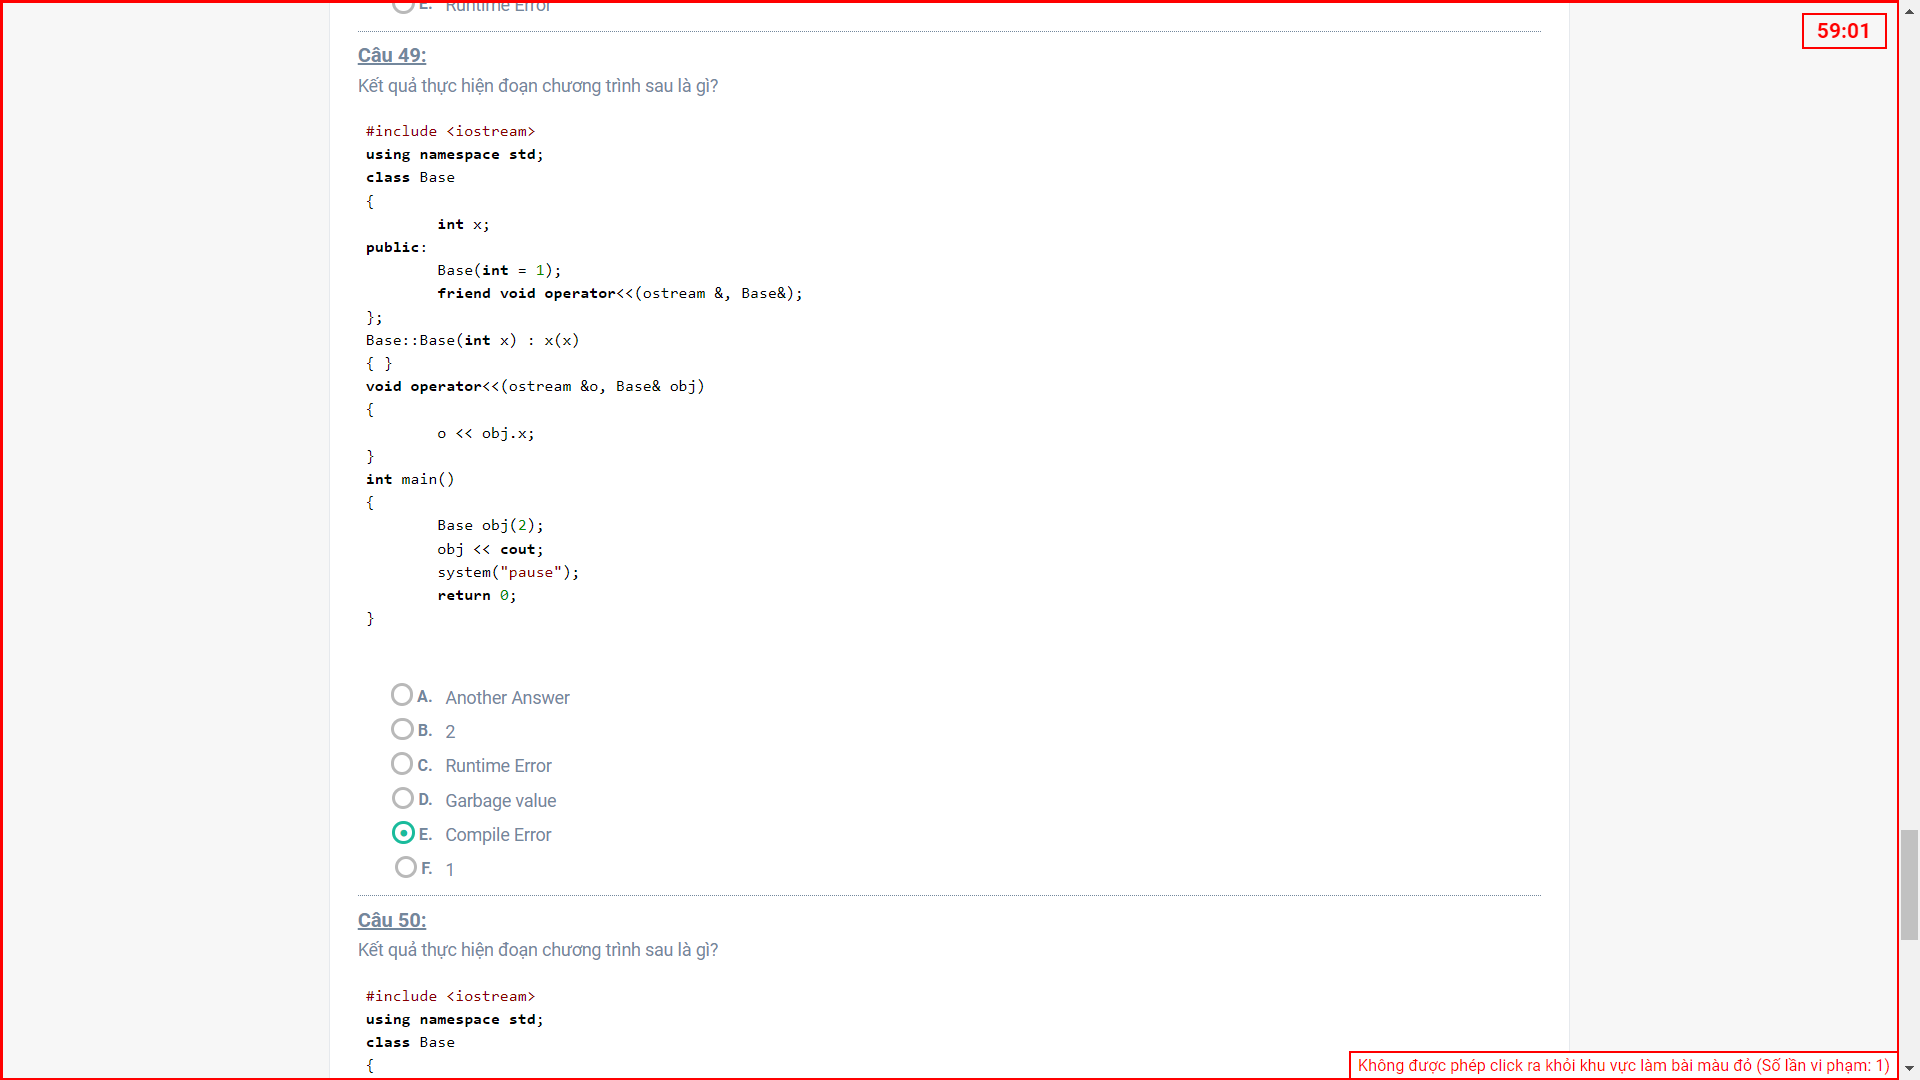 E. Runtime Error
59:01
Câu 49:
Kết quả thực hiện đoạn chương trình sau là gì?
#include <iostream>
using namespace std;
class Base
{
int x;
public:
Base(int = 1);
friend void operator<<(ostream &, Base&);
};
Base::Base(int x) : x(x)
{ }
void operator<<(ostream &o, Base& obj)
{
o << obj.x;
}
int main()
{
Base obj(2);
obj << cout;
system("pause");
return 0;
}
A. Another Answer
B. 2
C. Runtime Error
D. Garbage value
E. Compile Error
F. 1
Câu 50:
Kết quả thực hiện đoạn chương trình sau là gì?
#include <iostream>
using namespace std;
class Base
{
Không được phép click ra khỏi khu vực làm bài màu đỏ (Số lần vi phạm: 1)